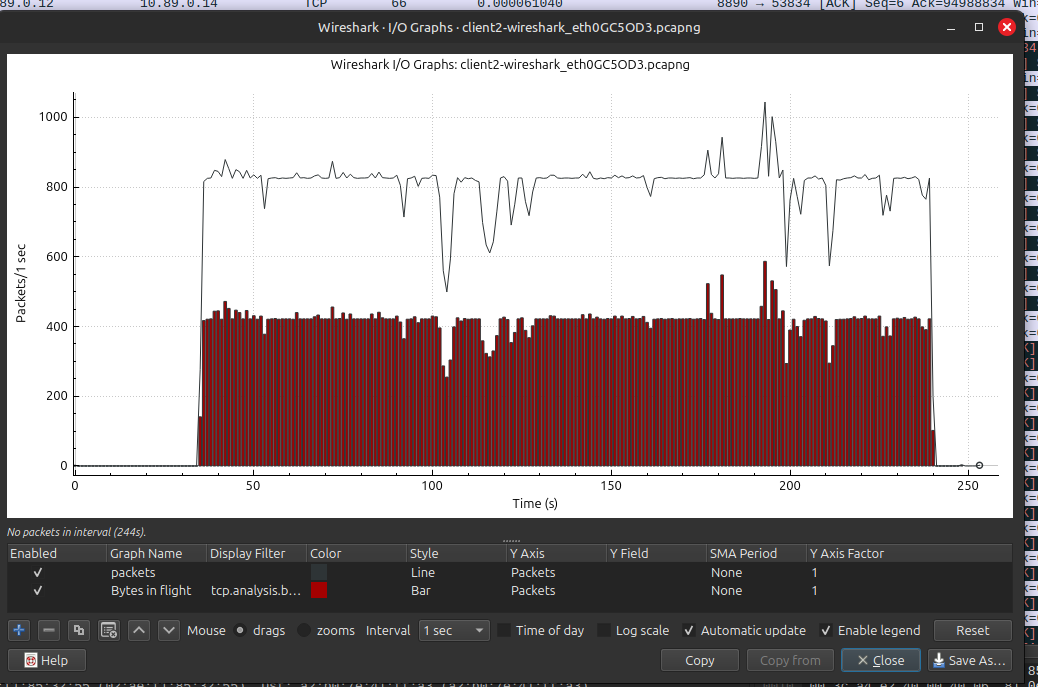 89.0.12 10.89.0.14 TCP 66 0.000061040 8890 → 53834 [ACK] Seq=6 Ack=94988834 Win=
Wireshark · I/O Graphs · client2-wireshark_eth0GC5OD3.pcapng
Wireshark I/O Graphs: client2-wireshark_eth0GC5OD3.pcapng
Packets/1 sec
1000
800
600
400
200
0
0 50 100 150 200 250
Time (s)
No packets in interval (244s).
Enabled Graph Name Display Filter Color Style Y Axis Y Field SMA Period Y Axis Factor
packets Line Packets None 1
Bytes in flight tcp.analysis.b... Bar Packets None 1
Mouse drags zooms Interval 1 sec Time of day Log scale Automatic update Enable legend Reset
Help Copy Copy from Close Save As...